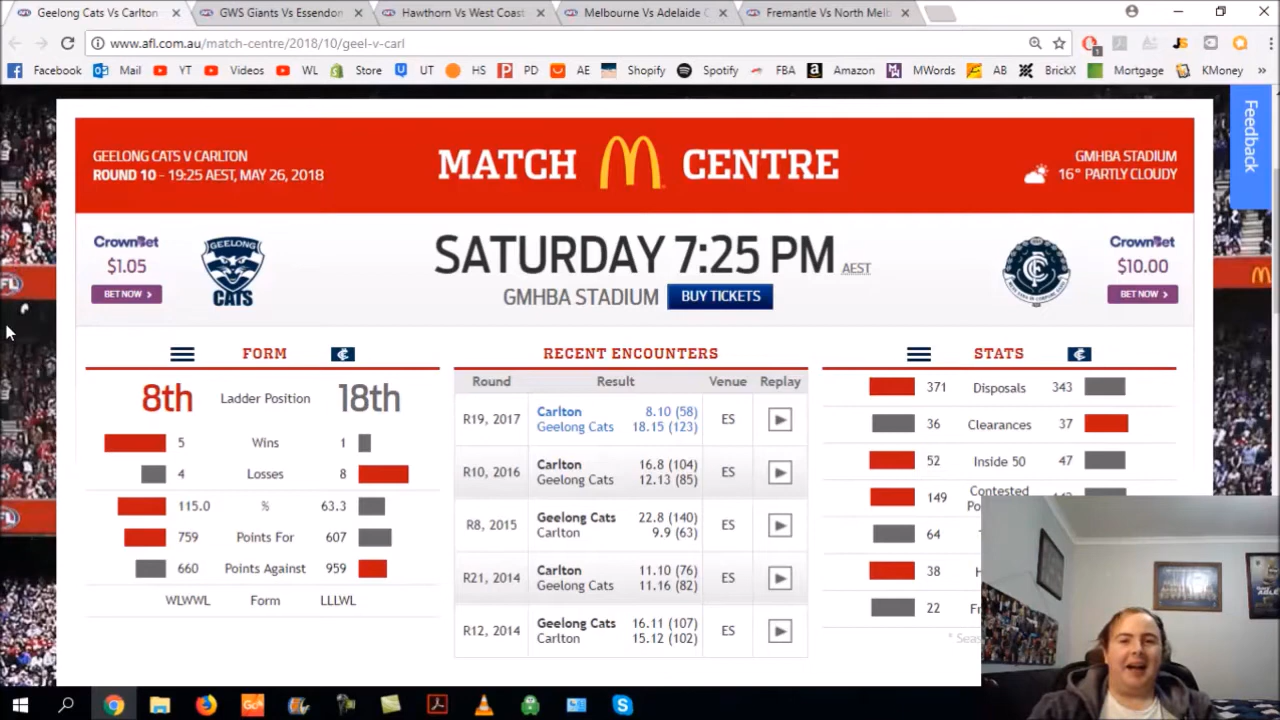 Geelong Cats Vs Carlton
GWS Giants Vs Essendon
Hawthorn Vs West Coast
Melbourne Vs Adelaide
Fremantle Vs North Melb
www.afl.com.au/match-centre/2018/10/geel-v-carl
1
Facebook
Mail
YT
Videos
WL
Store
UT
HS
PD
AE
Shopify
Spotify
FBA
Amazon
MWords
AB
BrickX
Mortgage
KMoney
»
Feedback
GEELONG CATS V CARLTON
ROUND 10 - 19:25 AEST, MAY 26, 2018
MATCH CENTRE
GMHBA STADIUM
16° PARTLY CLOUDY
CrownBet
$1.05
BET NOW >
GEELONG
CATS
SATURDAY 7:25 PM AEST
GMHBA STADIUM BUY TICKETS
CrownBet
$10.00
BET NOW >
FORM
8th Ladder Position 18th
5 Wins 1
4 Losses 8
115.0 % 63.3
759 Points For 607
660 Points Against 959
WLWWL Form LLLWL
RECENT ENCOUNTERS
Round Result Venue Replay
R19, 2017 Carlton 8.10 (58) ES
Geelong Cats 18.15 (123)
R10, 2016 Carlton 16.8 (104) ES
Geelong Cats 12.13 (85)
R8, 2015 Geelong Cats 22.8 (140) ES
Carlton 9.9 (63)
R21, 2014 Carlton 11.10 (76) ES
Geelong Cats 11.16 (82)
R12, 2014 Geelong Cats 16.11 (107) ES
Carlton 15.12 (102)
STATS
371 Disposals 343
36 Clearances 37
52 Inside 50 47
149 Contested
64
38
22